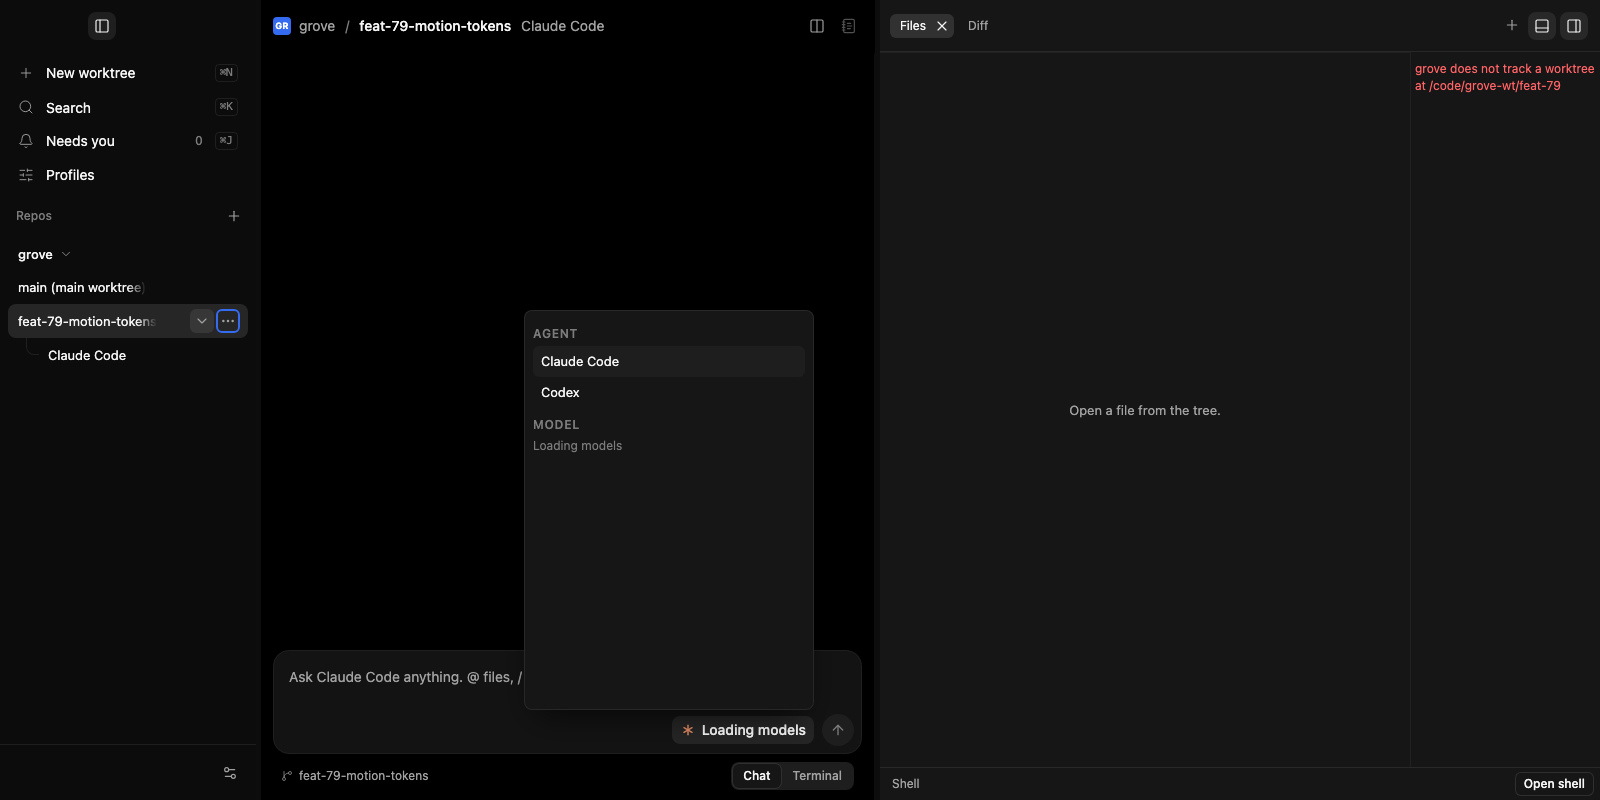 New worktree ⌘N
Search ⌘K
Needs you 0 ⌘J
Profiles
Repos
grove
main (main worktree)
feat-79-motion-tokens
Claude Code
GR grove / feat-79-motion-tokens Claude Code
AGENT
Claude Code
Codex
MODEL
Loading models
Ask Claude Code anything. @ files, /
Loading models
feat-79-motion-tokens
Chat Terminal
Files Diff
grove does not track a worktree
at /code/grove-wt/feat-79
Open a file from the tree.
Shell
Open shell